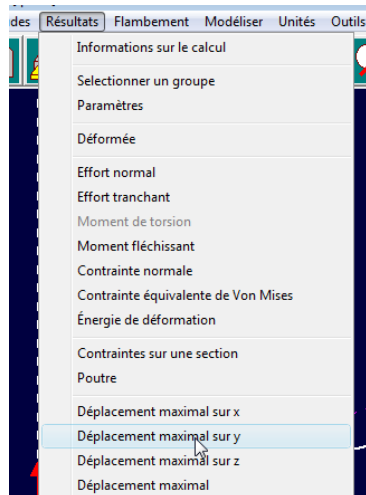 des Résultats Flambement Modéliser Unités Outils
Informations sur le calcul
Selectionner un groupe
Paramètres
Déformée
Effort normal
Effort tranchant
Moment de torsion
Moment fléchissant
Contrainte normale
Contrainte équivalente de Von Mises
Énergie de déformation
Contraintes sur une section
Poutre
Déplacement maximal sur x
Déplacement maximal sur y
Déplacement maximal sur z
Déplacement maximal